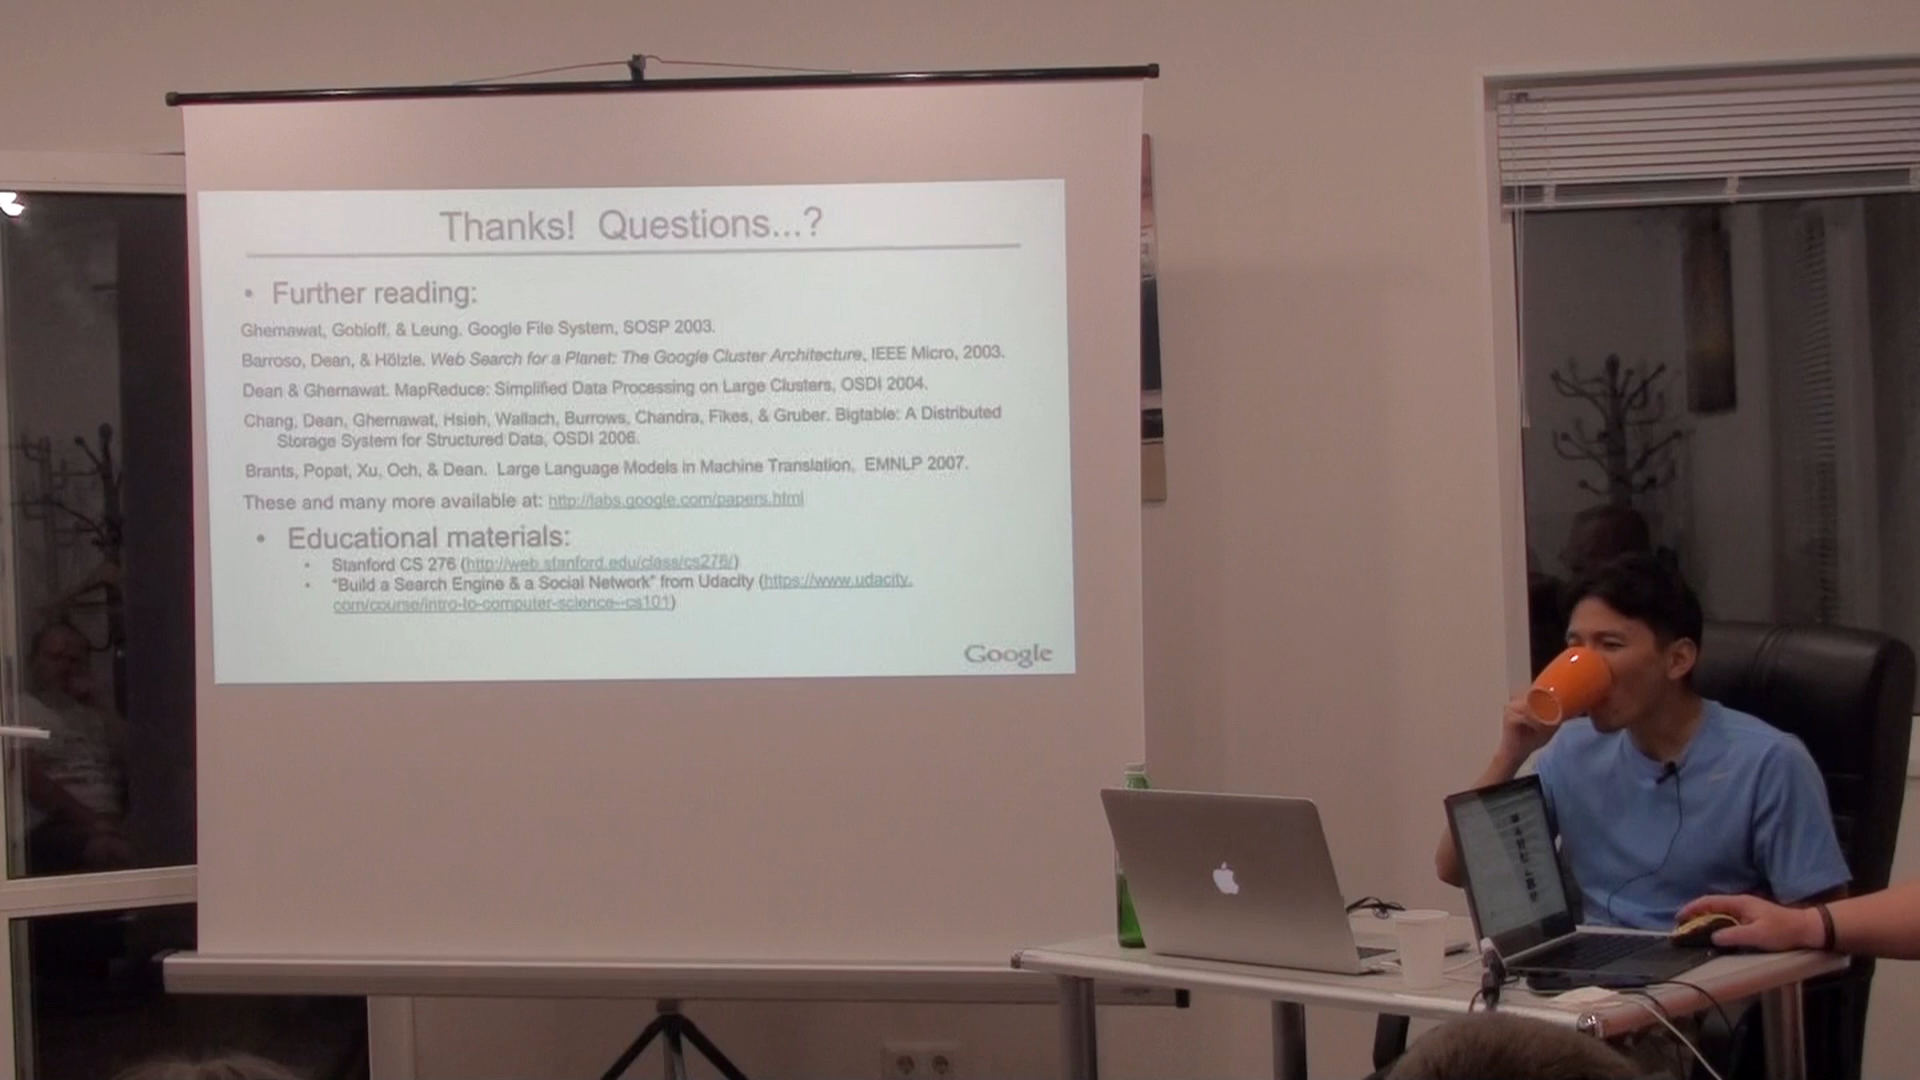 Thanks! Questions...?
• Further reading:
Ghemawat, Gobioff, & Leung. Google File System, SOSP 2003.
Barroso, Dean, & Hölzle. Web Search for a Planet: The Google Cluster Architecture, IEEE Micro, 2003.
Dean & Ghemawat. MapReduce: Simplified Data Processing on Large Clusters, OSDI 2004.
Chang, Dean, Ghemawat, Hsieh, Wallach, Burrows, Chandra, Fikes, & Gruber. Bigtable: A Distributed
Storage System for Structured Data, OSDI 2006.
Brants, Popat, Xu, Och, & Dean. Large Language Models in Machine Translation, EMNLP 2007.
These and many more available at: http://labs.google.com/papers.html
• Educational materials:
• Stanford CS 276 (http://web.stanford.edu/class/cs276/)
• "Build a Search Engine & a Social Network" from Udacity (https://www.udacity.
com/course/intro-to-computer-science--cs101)
Google